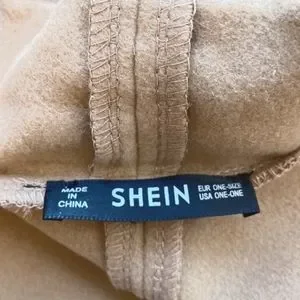 MADE IN
CHINA
SHEIN
EUR ONE-SIZE
USA ONE-ONE